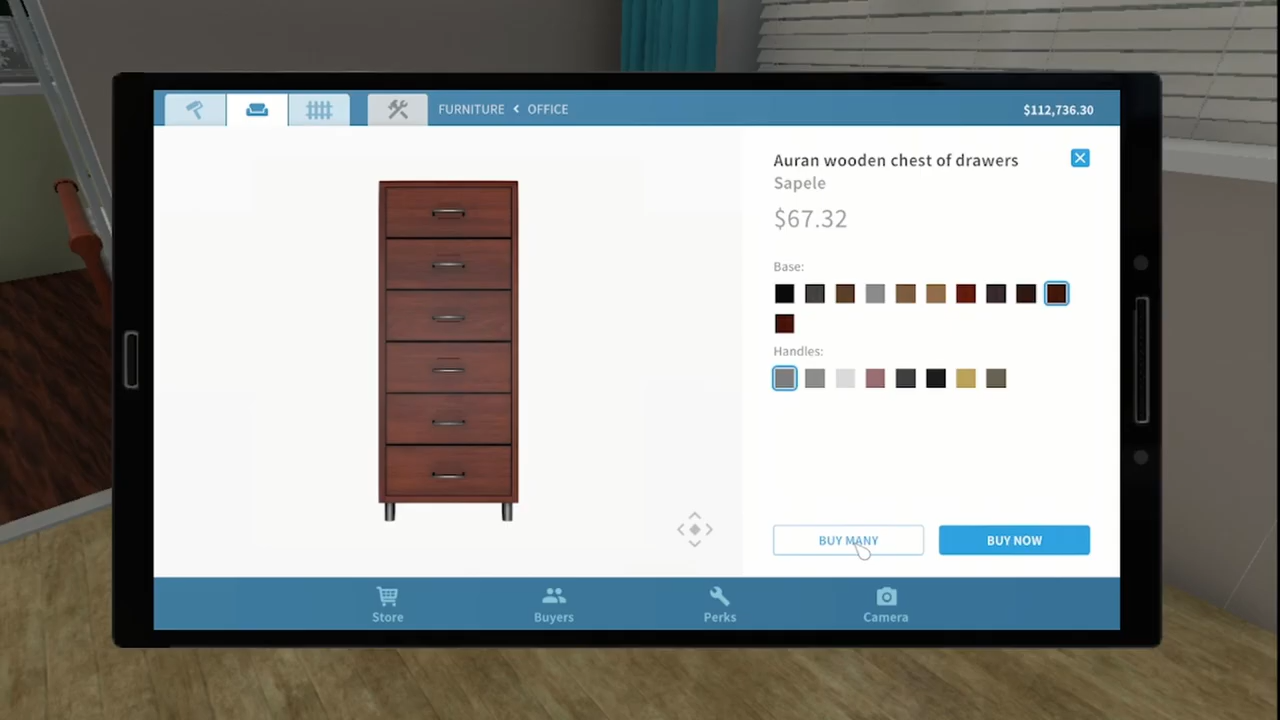 FURNITURE < OFFICE
$112,736.30
Auran wooden chest of drawers
Sapele
$67.32
Base:
Handles:
BUY MANY
BUY NOW
Store
Buyers
Perks
Camera